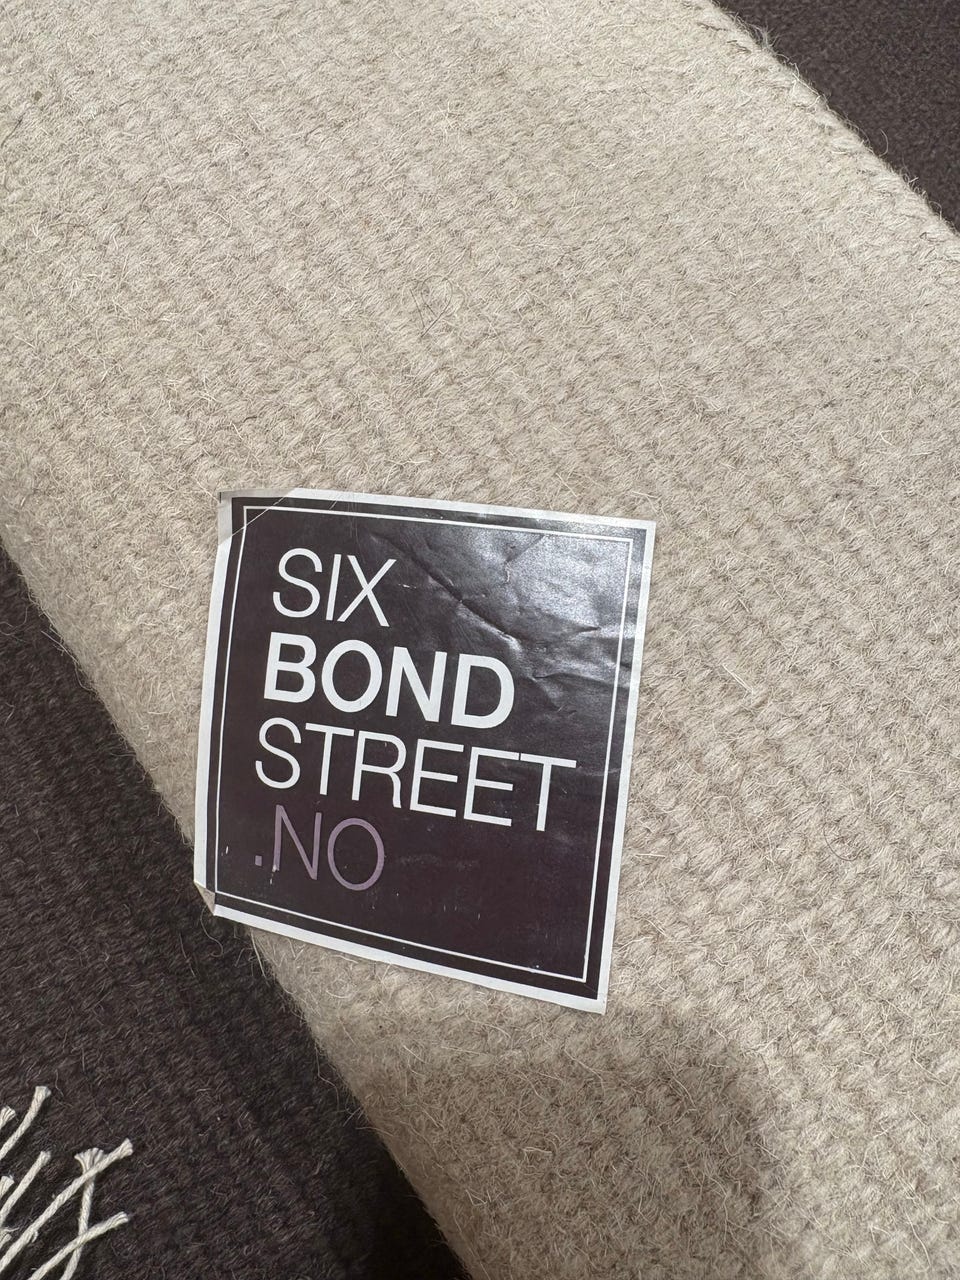 SIX
BOND
STREET
.NO